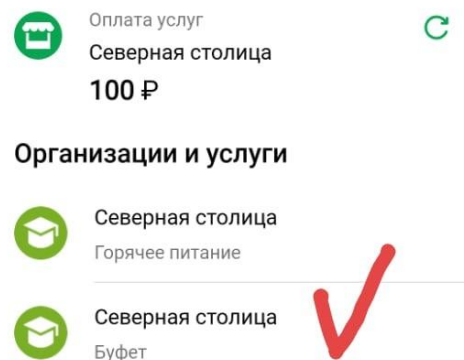 Оплата услуг
Северная столица
100 ₽
Организации и услуги
Северная столица
Горячее питание
Северная столица
Буфет